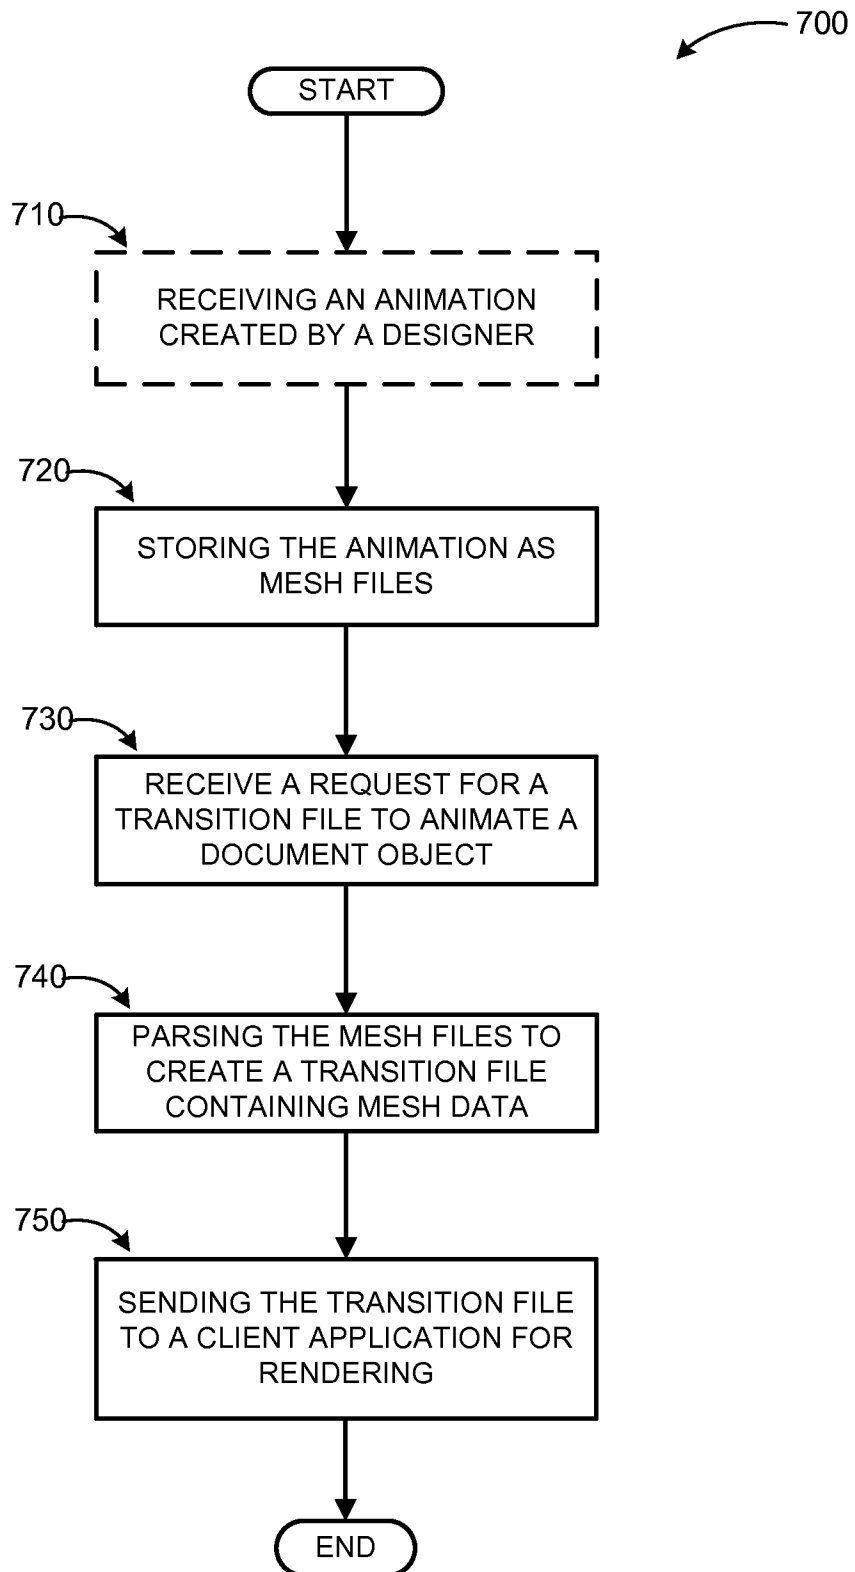 700
START
710
RECEIVING AN ANIMATION
CREATED BY A DESIGNER
720
STORING THE ANIMATION AS
MESH FILES
730
RECEIVE A REQUEST FOR A
TRANSITION FILE TO ANIMATE A
DOCUMENT OBJECT
740
PARSING THE MESH FILES TO
CREATE A TRANSITION FILE
CONTAINING MESH DATA
750
SENDING THE TRANSITION FILE
TO A CLIENT APPLICATION FOR
RENDERING
END